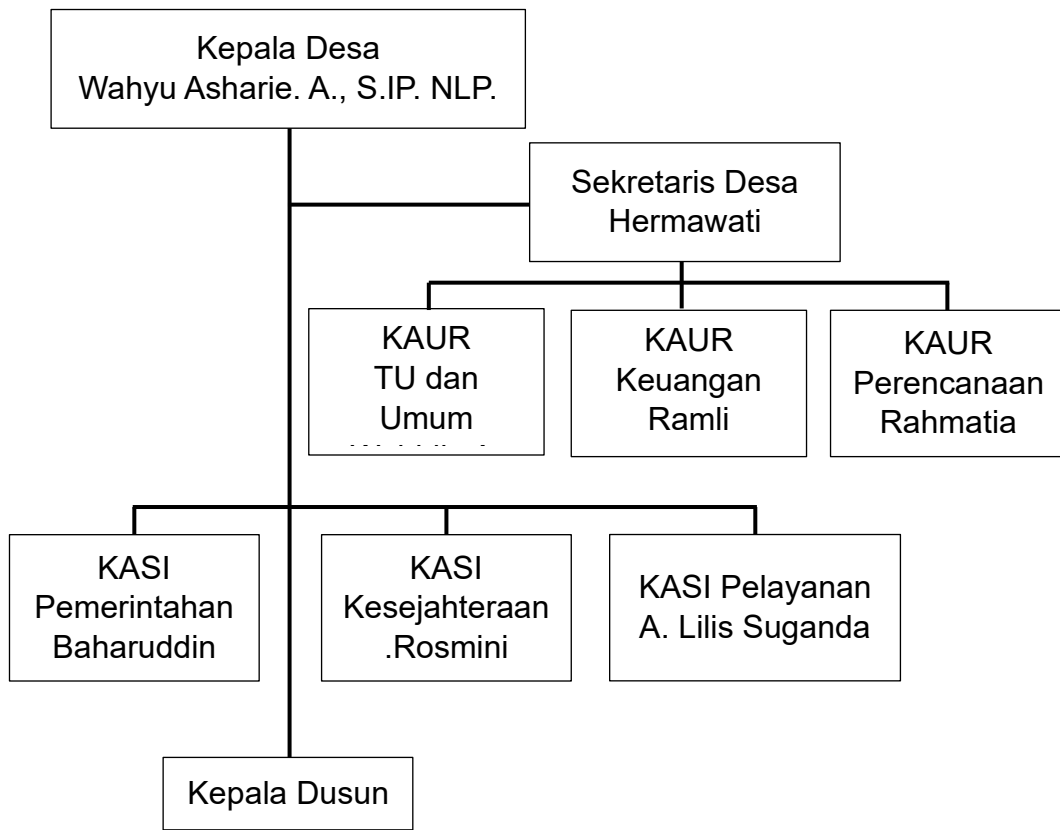 Kepala Desa
Wahyu Asharie. A., S.IP. NLP.
Sekretaris Desa
Hermawati
KAUR
TU dan
Umum
KAUR
Keuangan
Ramli
KAUR
Perencanaan
Rahmatia
KASI
Pemerintahan
Baharuddin
KASI
Kesejahteraan
.Rosmini
KASI Pelayanan
A. Lilis Suganda
Kepala Dusun